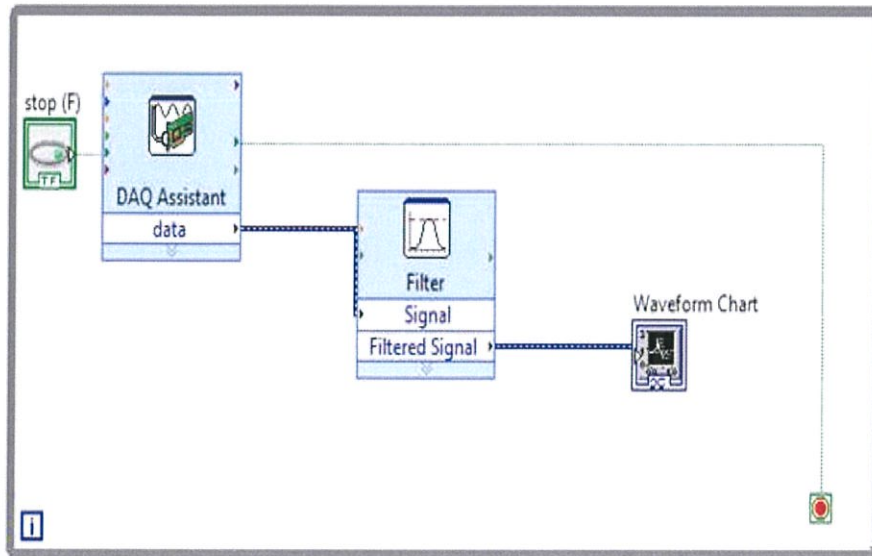 stop (F)
TF
DAQ Assistant
data
Filter
Signal
Filtered Signal
Waveform Chart
i